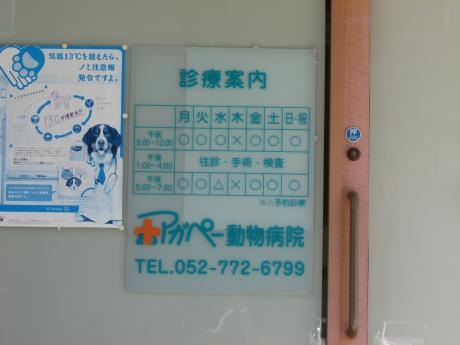 気温13℃を超えたら、
ノミ注意報
発令ですよ。
13℃
診療案内
月 火 水 木 金 土 日・祝
午前 9:00~12:00 ○ ○ ○ × ○ ○ ○
午後 1:00~4:00 往診・手術・検査
午後 5:00~7:30 ○ ○ △ × ○ ○ ○
※△予約診療
アガペー動物病院
TEL.052-772-6799